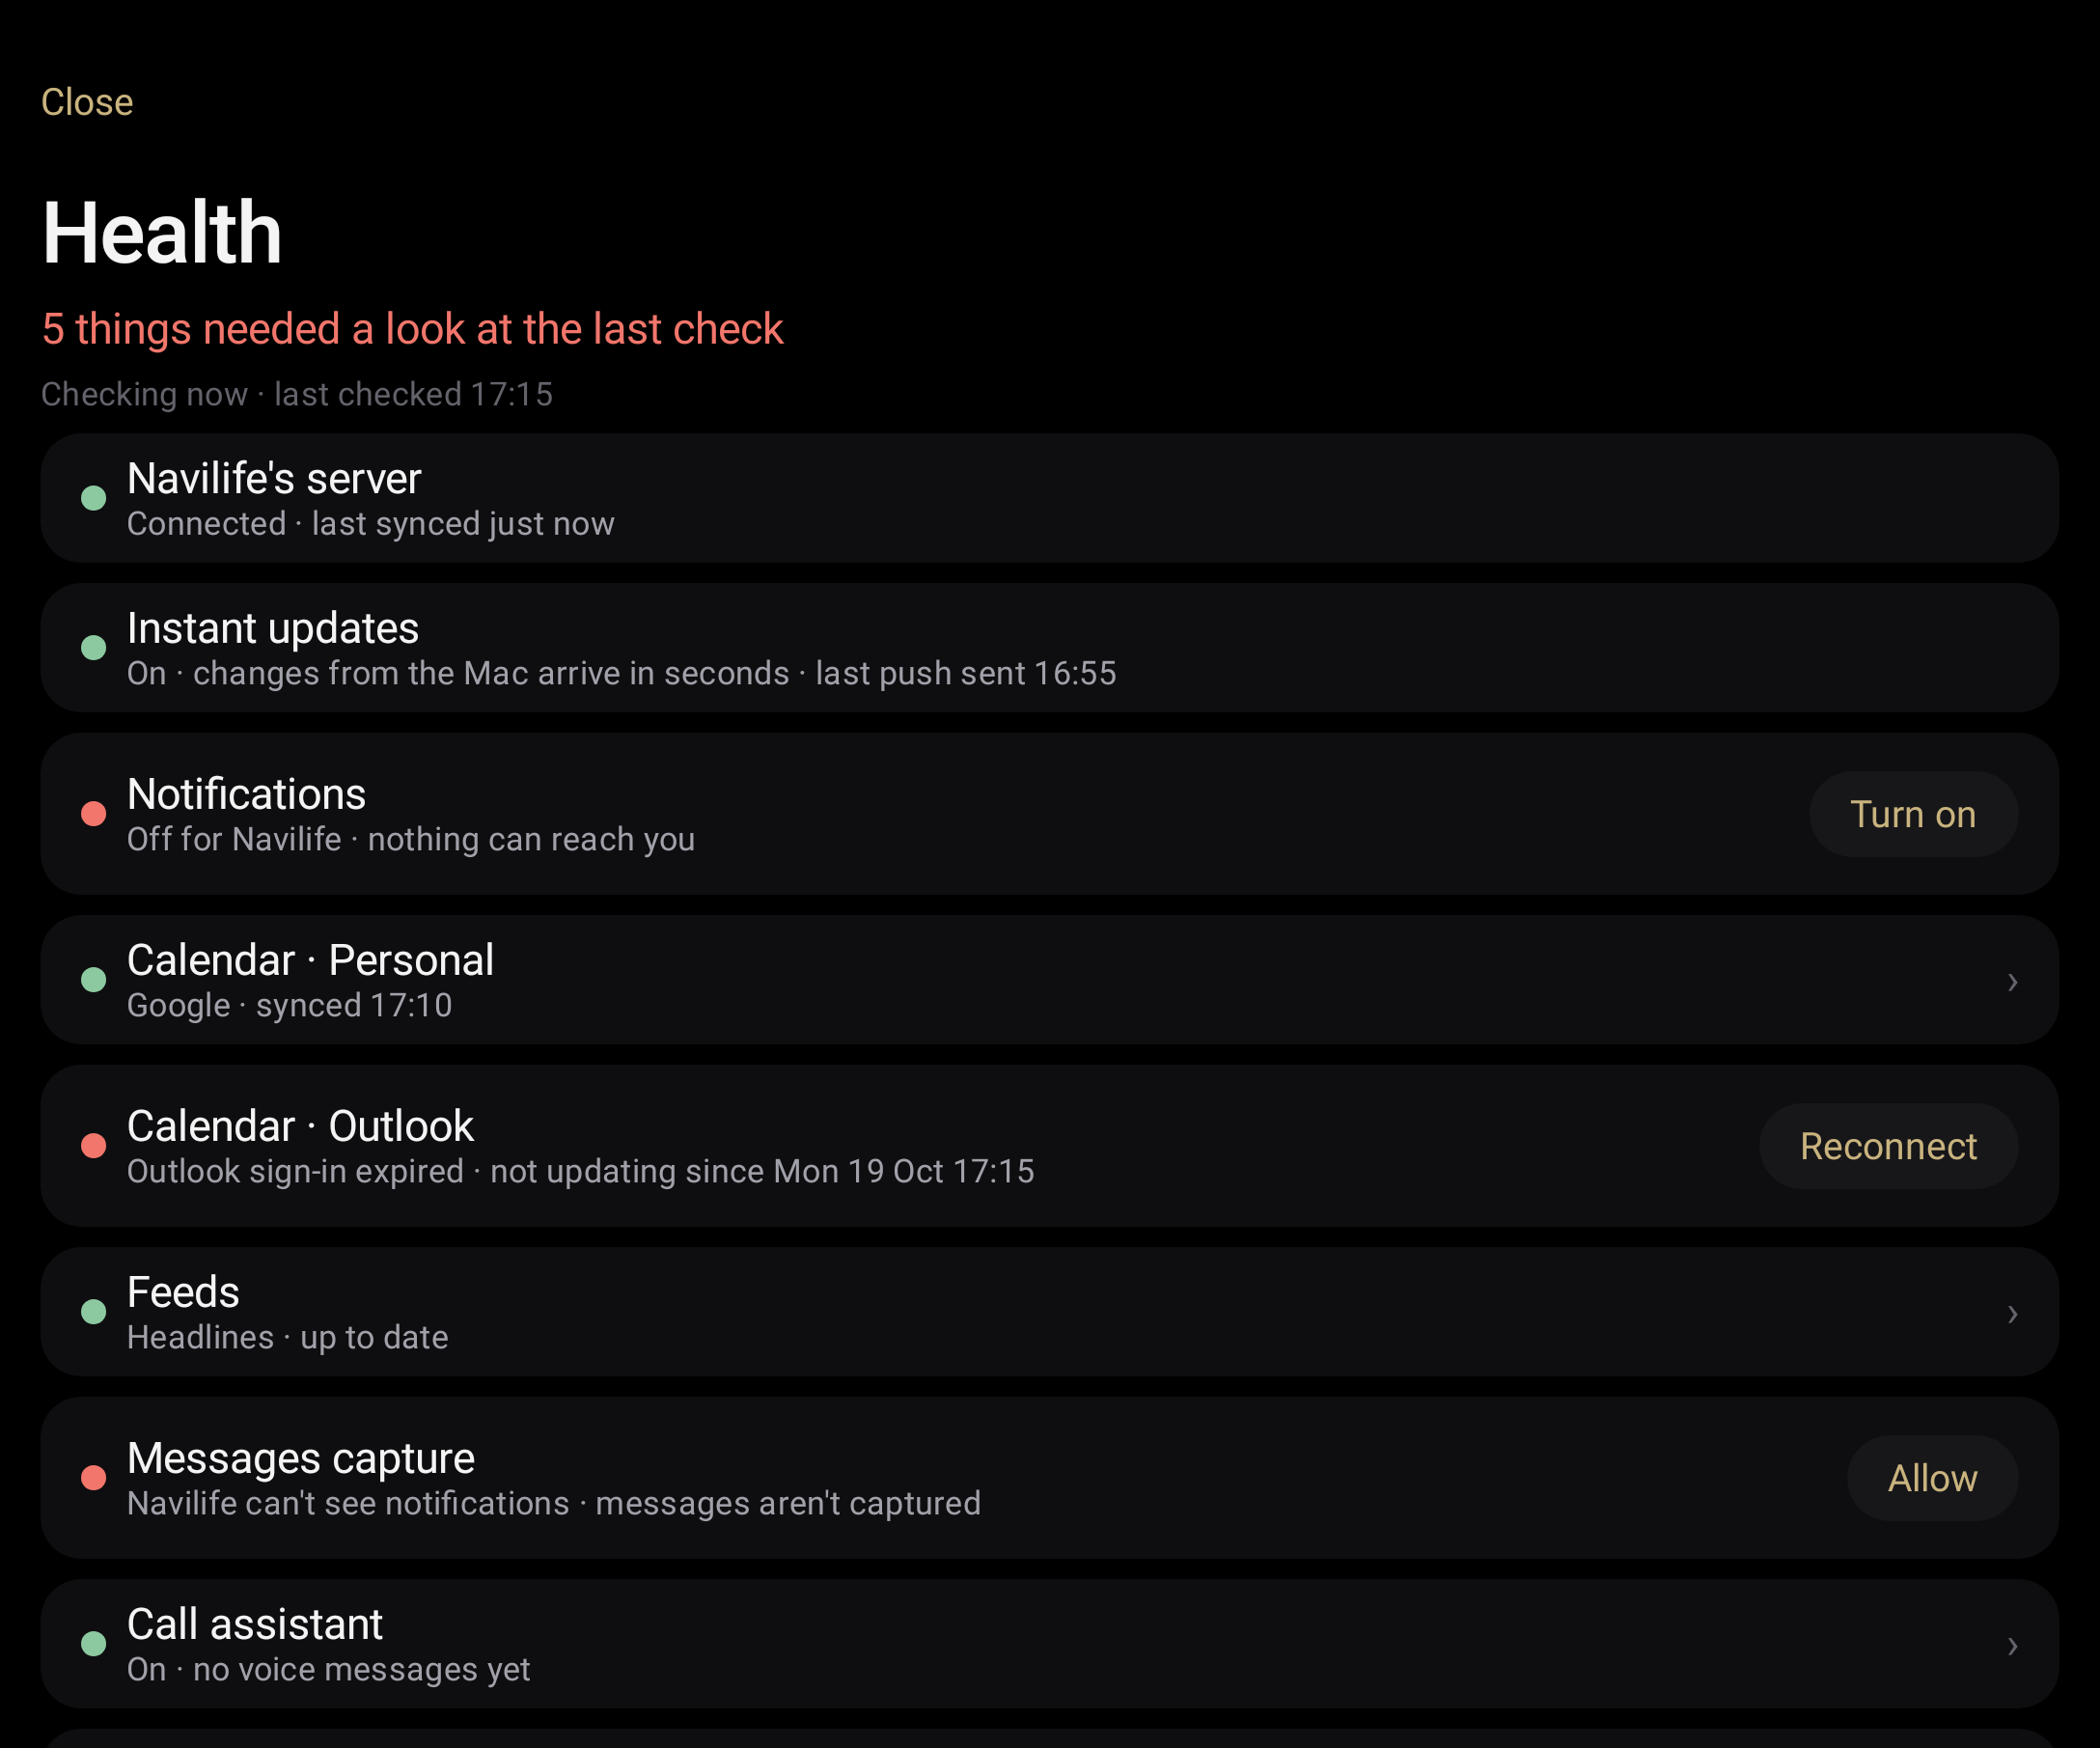 Close
Health
5 things needed a look at the last check
Checking now · last checked 17:15
Navilife's server
Connected · last synced just now
Instant updates
On · changes from the Mac arrive in seconds · last push sent 16:55
Notifications
Off for Navilife · nothing can reach you
Turn on
Calendar · Personal
Google · synced 17:10
›
Calendar · Outlook
Outlook sign-in expired · not updating since Mon 19 Oct 17:15
Reconnect
Feeds
Headlines · up to date
›
Messages capture
Navilife can't see notifications · messages aren't captured
Allow
Call assistant
On · no voice messages yet
›